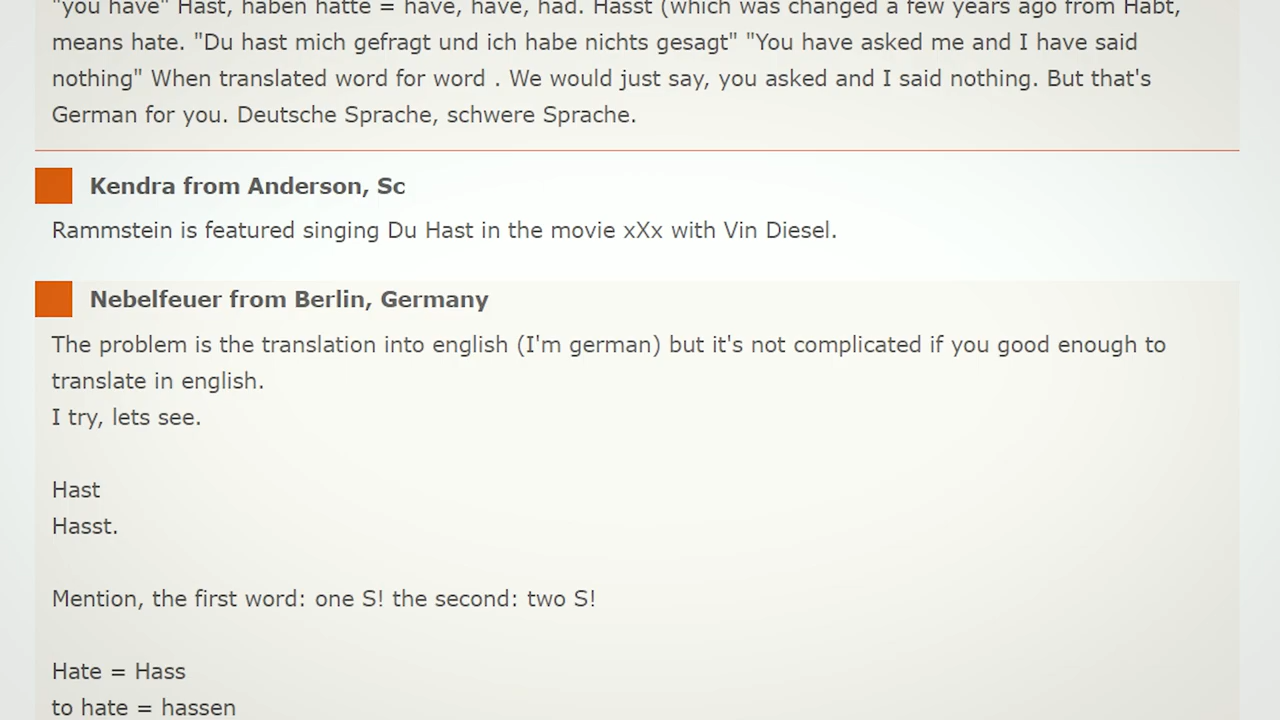 "you have" Hast, haben hatte = have, have, had. Hasst (which was changed a few years ago from Habt,
means hate. "Du hast mich gefragt und ich habe nichts gesagt" "You have asked me and I have said
nothing" When translated word for word . We would just say, you asked and I said nothing. But that's
German for you. Deutsche Sprache, schwere Sprache.
Kendra from Anderson, Sc
Rammstein is featured singing Du Hast in the movie xXx with Vin Diesel.
Nebelfeuer from Berlin, Germany
The problem is the translation into english (I'm german) but it's not complicated if you good enough to
translate in english.
I try, lets see.
Hast
Hasst.
Mention, the first word: one S! the second: two S!
Hate = Hass
to hate = hassen